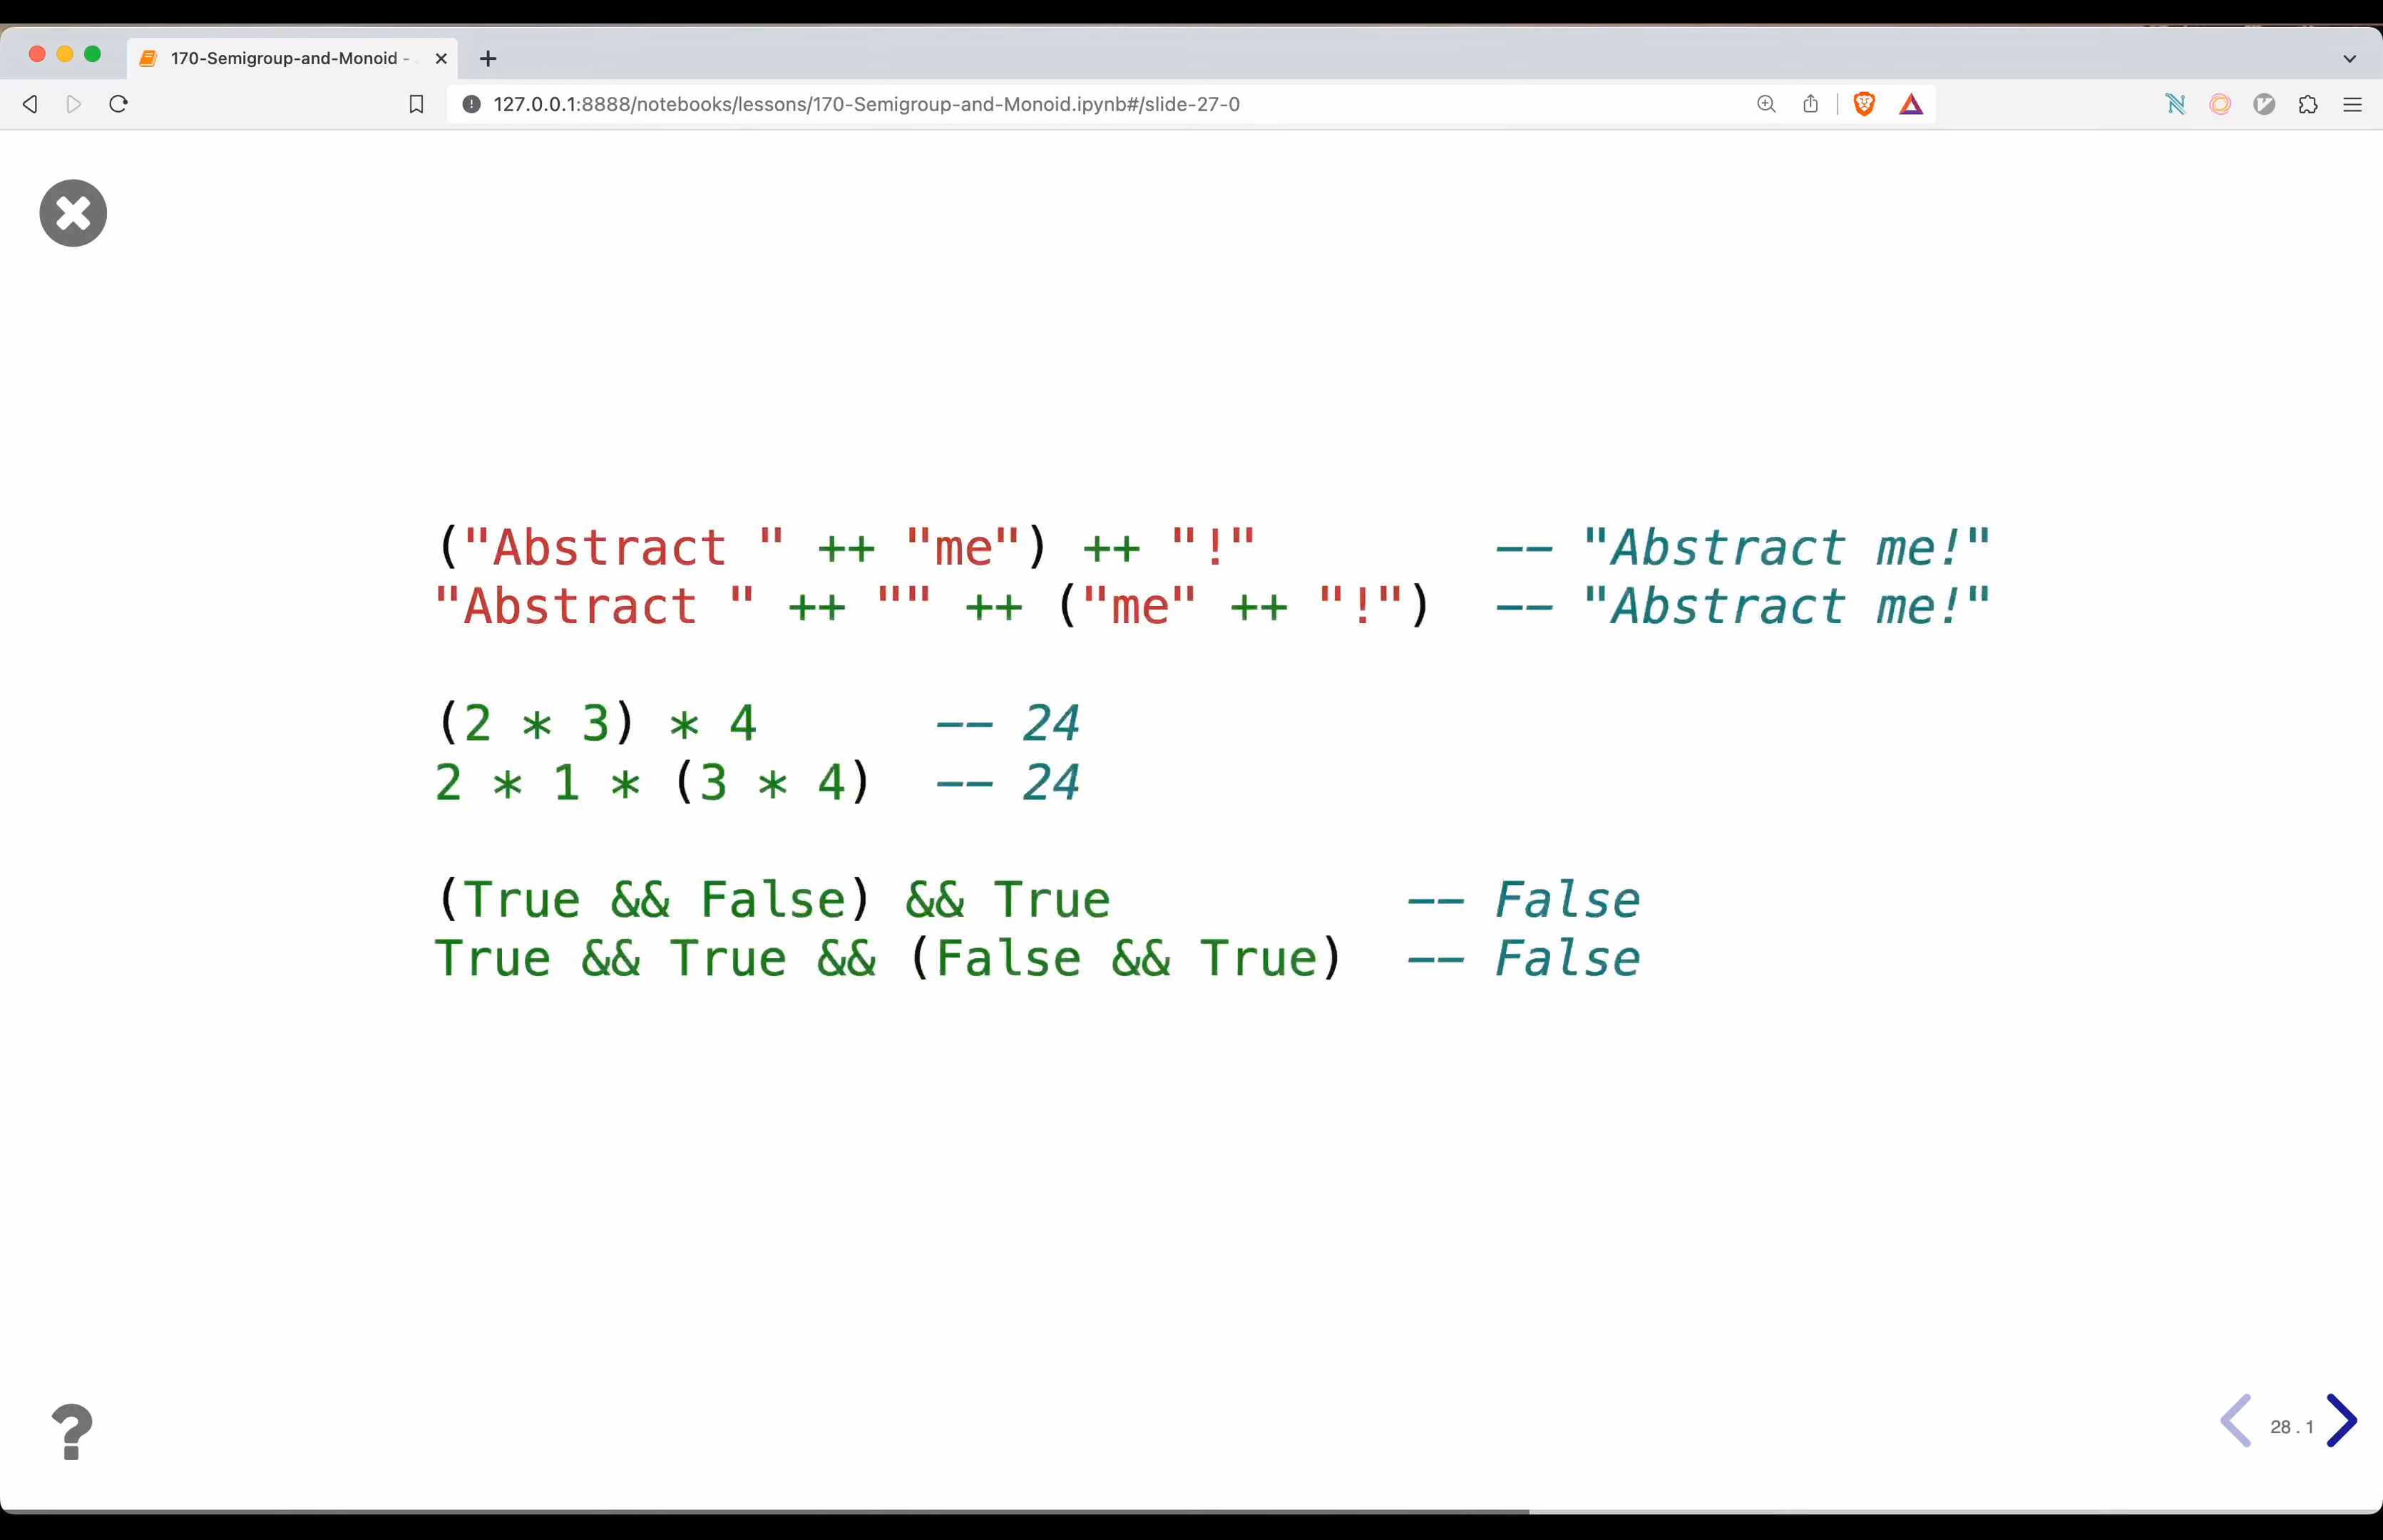 170-Semigroup-and-Monoid -
127.0.0.1:8888/notebooks/lessons/170-Semigroup-and-Monoid.ipynb#/slide-27-0
("Abstract " ++ "me") ++ "!" -- "Abstract me!"
"Abstract " ++ "" ++ ("me" ++ "!") -- "Abstract me!"
(2 * 3) * 4 -- 24
2 * 1 * (3 * 4) -- 24
(True && False) && True -- False
True && True && (False && True) -- False
28 . 1